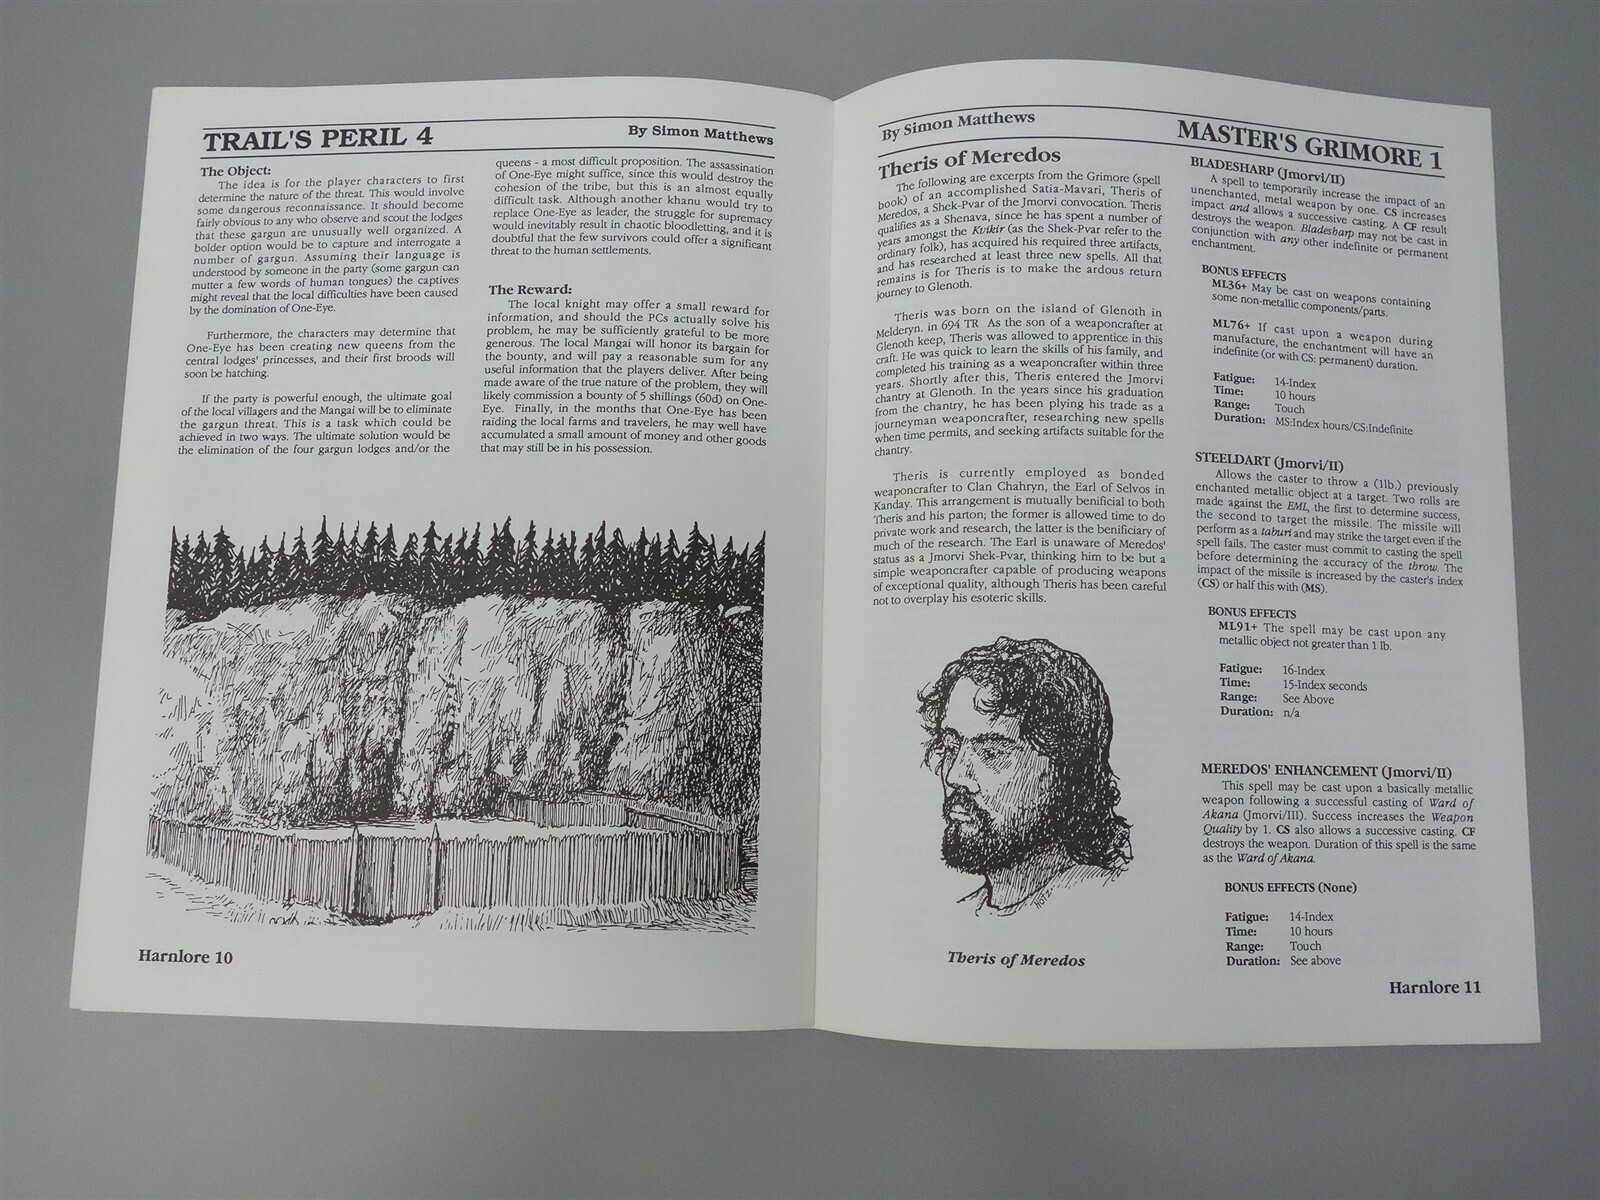 TRAIL'S PERIL 4
By Simon Matthews
The Object:
The idea is for the player characters to first
determine the nature of the threat. This would involve
some dangerous reconnaissance. It should become
fairly obvious to any who observe and scout the lodges
that these gargun are unusually well organized. A
bolder option would be to capture and interrogate a
number of gargun. Assuming their language is
understood by someone in the party (some gargun can
mutter a few words of human tongues) the captives
might reveal that the local difficulties have been caused
by the domination of One-Eye.
Furthermore, the characters may determine that
One-Eye has been creating new queens from the
central lodges' princesses, and their first broods will
soon be hatching.
If the party is powerful enough, the ultimate goal
of the local villagers and the Mangai will be to eliminate
the gargun threat. This is a task which could be
achieved in two ways. The ultimate solution would be
the elimination of the four gargun lodges and/or the
queens - a most difficult proposition. The assassination
of One-Eye might suffice, since this would destroy the
cohesion of the tribe, but this is an almost equally
difficult task. Although another khanu would try to
replace One-Eye as leader, the struggle for supremacy
would inevitably result in chaotic bloodletting, and it is
doubtful that the few survivors could offer a significant
threat to the human settlements.
The Reward:
The local knight may offer a small reward for
information, and should the PCs actually solve his
problem, he may be sufficiently grateful to be more
generous. The local Mangai will honor its bargain for
the bounty, and will pay a reasonable sum for any
useful information that the players deliver. After being
made aware of the true nature of the problem, they will
likely commission a bounty of 5 shillings (60d) on One-
Eye. Finally, in the months that One-Eye has been
raiding the local farms and travelers, he may well have
accumulated a small amount of money and other goods
that may still be in his possession.
Harnlore 10
By Simon Matthews
MASTER'S GRIMORE 1
Theris of Meredos
The following are excerpts from the Grimore (spell
book) of an accomplished Satia-Mavari, Theris of
Meredos, a Shek-Pvar of the Jmorvi convocation. Theris
qualifies as a Shenava, since he has spent a number of
years amongst the Kvikir (as the Shek-Pvar refer to the
ordinary folk), has acquired his required three artifacts,
and has researched at least three new spells. All that
remains is for Theris is to make the ardous return
journey to Glenoth.
Theris was born on the island of Glenoth in
Melderyn. in 694 TR As the son of a weaponcrafter at
Glenoth keep, Theris was allowed to apprentice in this
craft. He was quick to learn the skills of his family, and
completed his training as a weaponcrafter within three
years. Shortly after this, Theris entered the Jmorvi
chantry at Glenoth. In the years since his graduation
from the chantry, he has been plying his trade as a
journeyman weaponcrafter, researching new spells
when time permits, and seeking artifacts suitable for the
chantry.
Theris is currently employed as bonded
weaponcrafter to Clan Chahryn, the Earl of Selvos in
Kanday. This arrangement is mutually benificial to both
Theris and his parton; the former is allowed time to do
private work and research, the latter is the benificiary of
much of the research. The Earl is unaware of Meredos'
status as a Jmorvi Shek-Pvar, thinking him to be but a
simple weaponcrafter capable of producing weapons
of exceptional quality, although Theris has been careful
not to overplay his esoteric skills.
HOTZ
Theris of Meredos
BLADESHARP (Jmorvi/II)
A spell to temporarily increase the impact of an
unenchanted, metal weapon by one. CS increases
impact and allows a successive casting. A CF result
destroys the weapon. Bladesharp may not be cast in
conjunction with any other indefinite or permanent
enchantment.
BONUS EFFECTS
ML36+ May be cast on weapons containing
some non-metallic components/parts.
ML76+ If cast upon a weapon during
manufacture, the enchantment will have an
indefinite (or with CS: permanent) duration.
Fatigue: 14-Index
Time: 10 hours
Range: Touch
Duration: MS:Index hours/CS:Indefinite
STEELDART (Jmorvi/II)
Allows the caster to throw a (1lb.) previously
enchanted metallic object at a target. Two rolls are
made against the EML, the first to determine success,
the second to target the missile. The missile will
perform as a taburi and may strike the target even if the
spell fails. The caster must commit to casting the spell
before determining the accuracy of the throw. The
impact of the missile is increased by the caster's index
(CS) or half this with (MS).
BONUS EFFECTS
ML91+ The spell may be cast upon any
metallic object not greater than 1 lb.
Fatigue: 16-Index
Time: 15-Index seconds
Range: See Above
Duration: n/a
MEREDOS' ENHANCEMENT (Jmorvi/II)
This spell may be cast upon a basically metallic
weapon following a successful casting of Ward of
Akana (Jmorvi/III). Success increases the Weapon
Quality by 1. CS also allows a successive casting. CF
destroys the weapon. Duration of this spell is the same
as the Ward of Akana.
BONUS EFFECTS (None)
Fatigue: 14-Index
Time: 10 hours
Range: Touch
Duration: See above
Harnlore 11